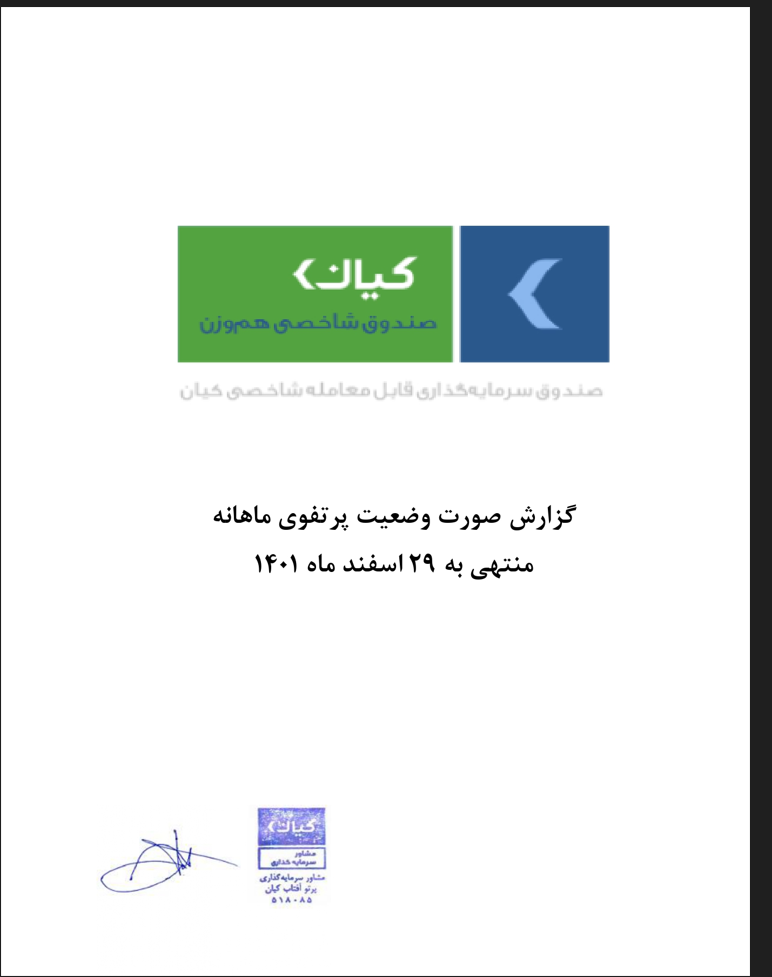 کیان
صندوق شاخصی هم‌وزن
صندوق سرمایه‌گذاری قابل معامله شاخصی کیان
گزارش صورت وضعیت پرتفوی ماهانه
منتهی به ۲۹ اسفند ماه ۱۴۰۱
کیان
مشاور
سرمایه گذاری
مشاور سرمایه‌گذاری
پرتو آفتاب کیان
۵۱۸۰۸۵